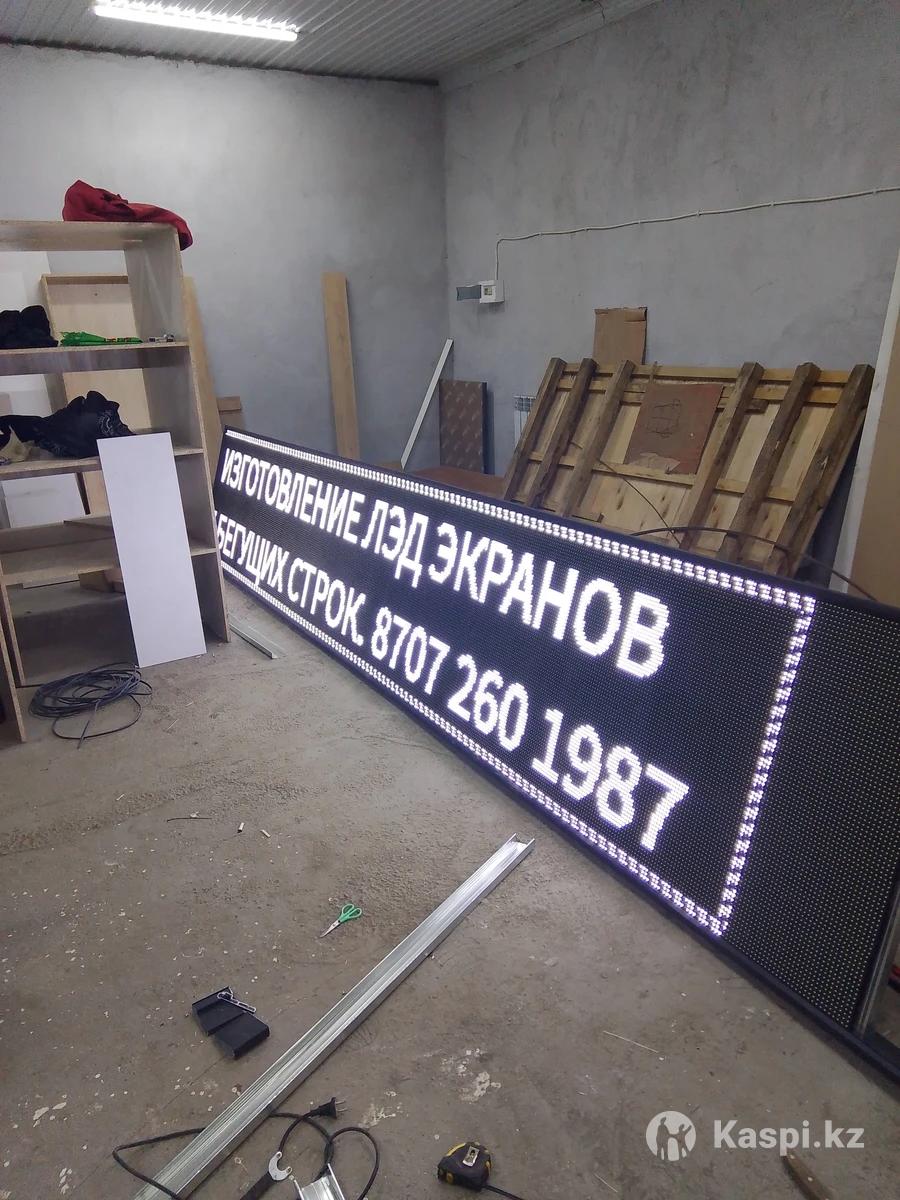 ИЗГОТОВЛЕНИЕ ЛЭД ЭКРАНОВ
БЕГУЩИХ СТРОК. 8707 260 1987
Kaspi.kz